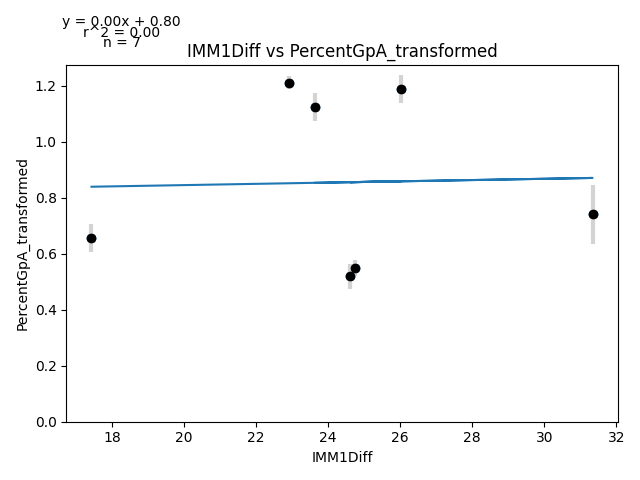 y = 0.00x + 0.80
r^2 = 0.00
n = 7
IMM1Diff vs PercentGpA_transformed
PercentGpA_transformed
1.2
1.0
0.8
0.6
0.4
0.2
0.0
18 20 22 24 26 28 30 32
IMM1Diff